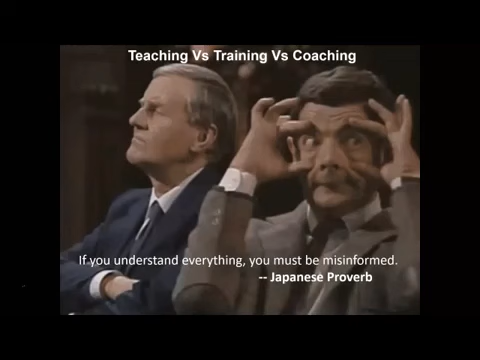 Teaching Vs Training Vs Coaching
If you understand everything, you must be misinformed.
-- Japanese Proverb